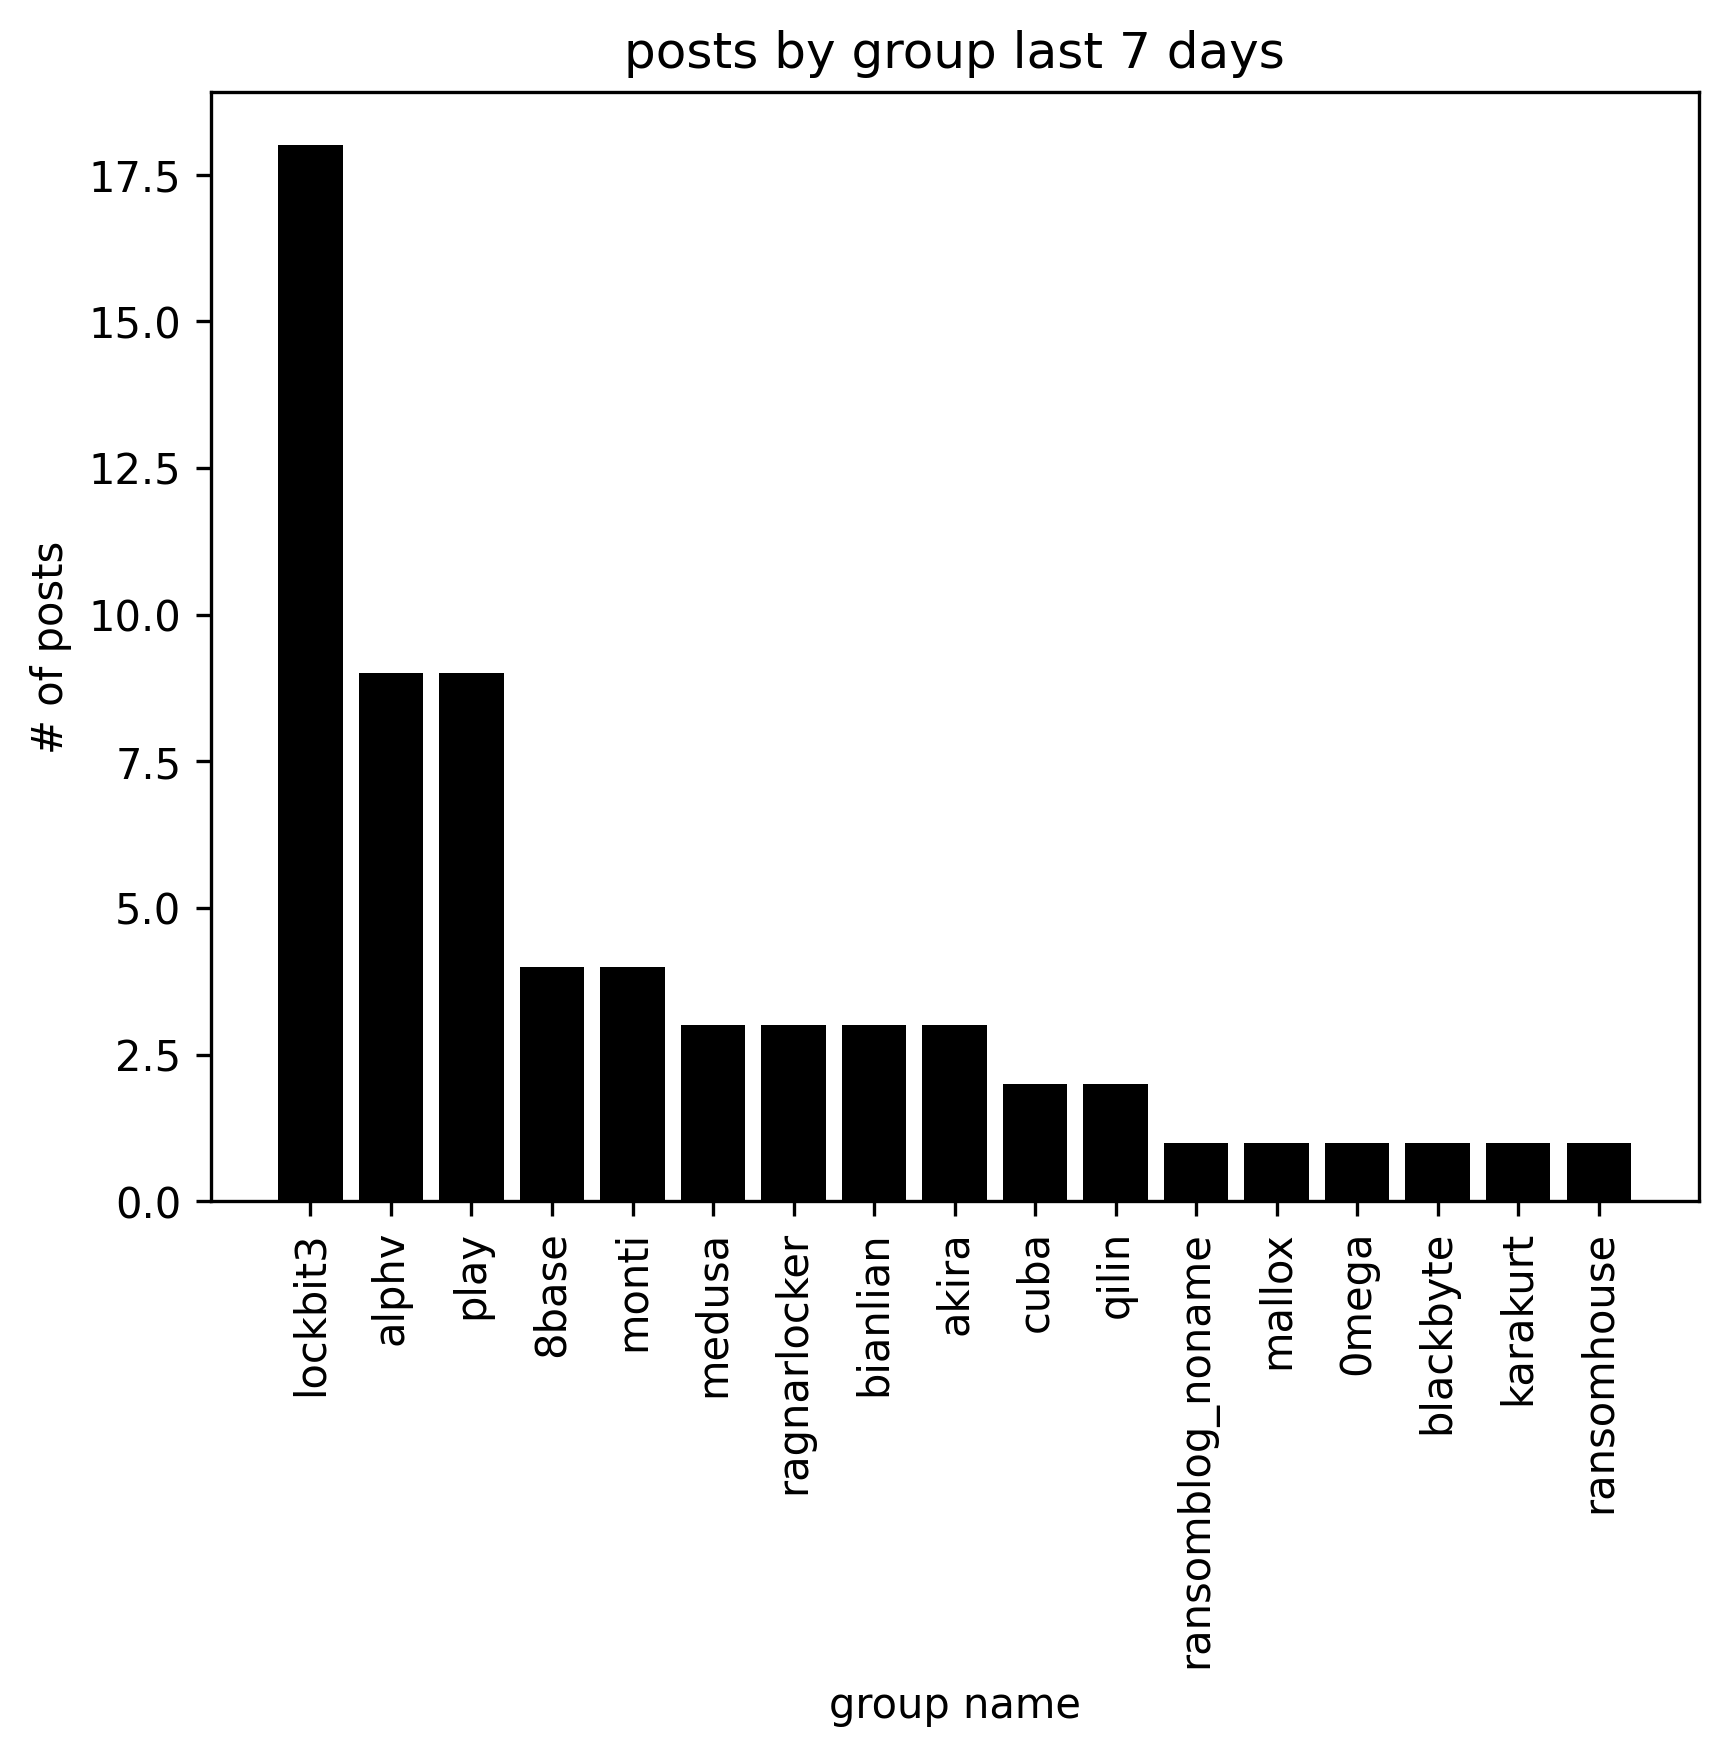 posts by group last 7 days
17.5
15.0
12.5
10.0
7.5
5.0
2.5
0.0
# of posts
lockbit3
alphv
play
8base
monti
medusa
ragnarlocker
bianlian
akira
cuba
qilin
ransomblog_noname
mallox
0mega
blackbyte
karakurt
ransomhouse
group name